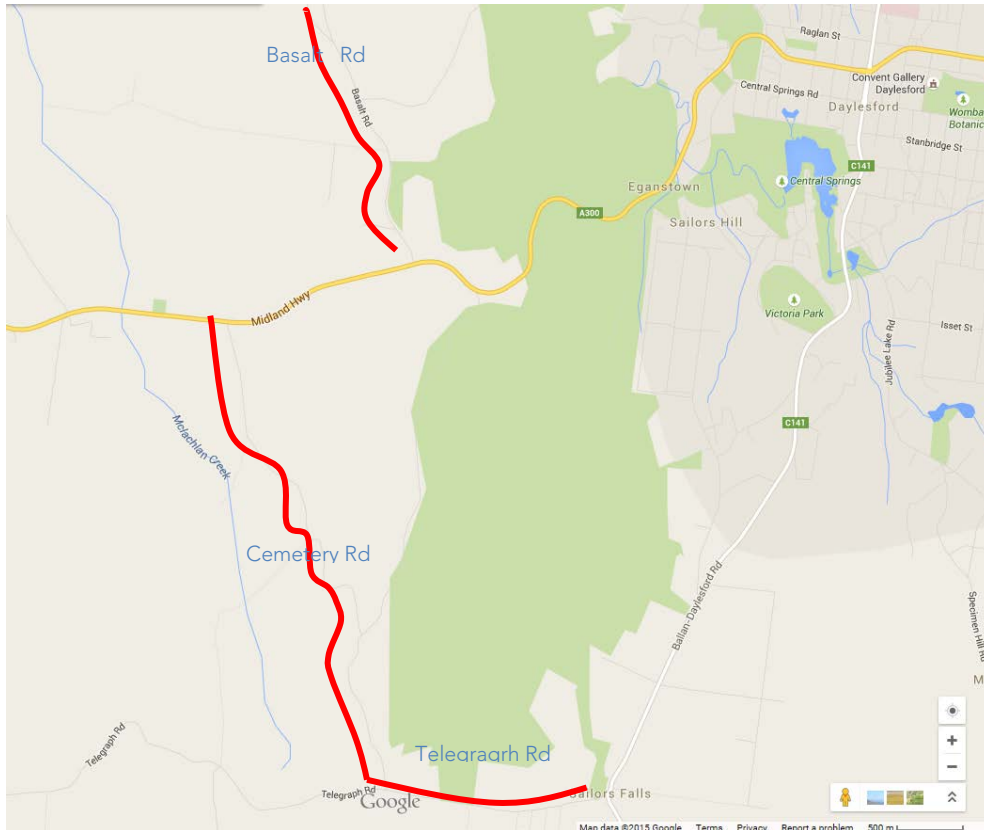 Basalt Rd
Basalt Rd
Raglan St
Convent Gallery
Daylesford
Central Springs Rd
Daylesford
Womba
Botanic
Stanbridge St
C141
Central Springs
Eganstown
A300
Sailors Hill
Midland Hwy
Victoria Park
Jubilee Lake Rd
Isset St
Mclachlan Creek
C141
Cemetery Rd
Ballan-Daylesford Rd
Specimen Hill Rd
M
Telegraph Rd
Telegragrh Rd
Telegraph Rd
Google
Sailors Falls
Map data ©2015 Google Terms Privacy Report a problem 500 m